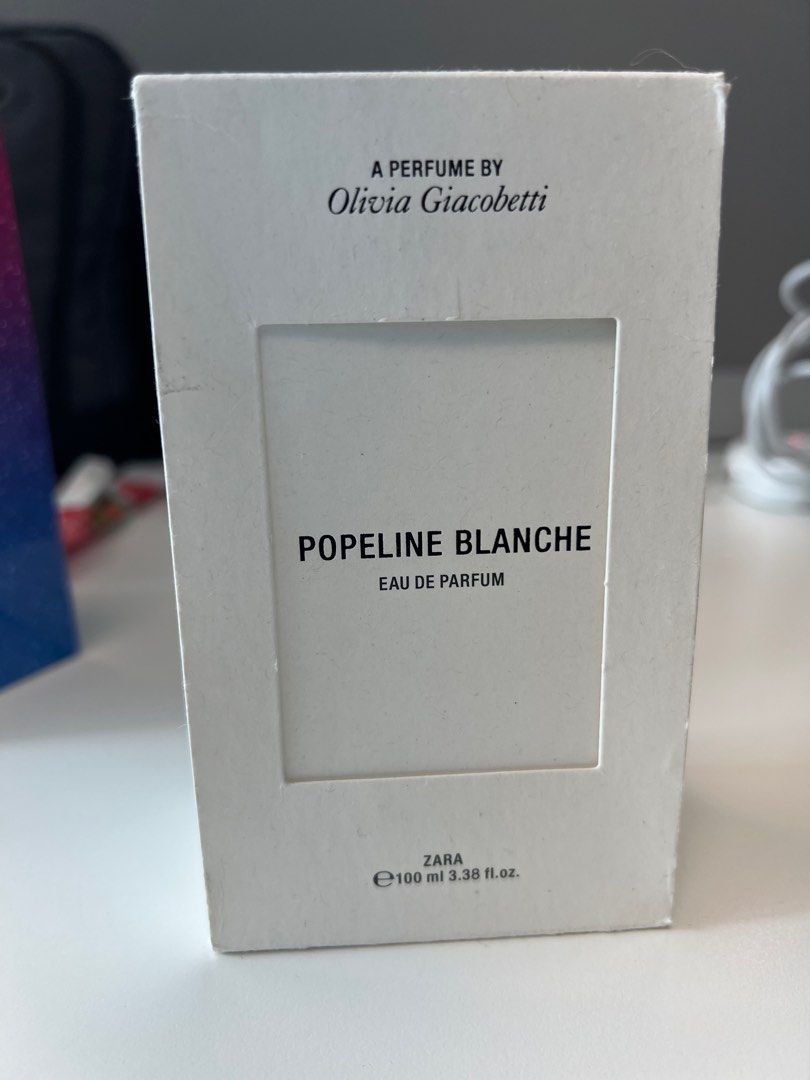 A PERFUME BY
Olivia Giacobetti
POPELINE BLANCHE
EAU DE PARFUM
ZARA
℮100 ml 3.38 fl.oz.